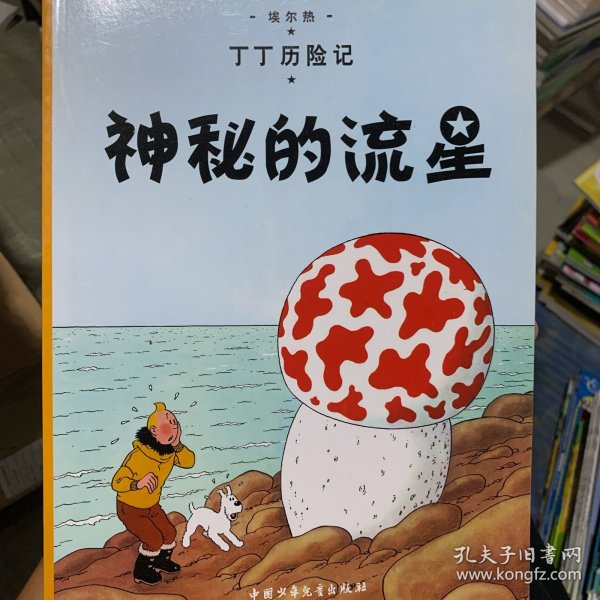 - 埃尔热 -
丁丁历险记
神秘的流星
中国少年儿童出版社
孔夫子旧书网
www.kongfz.com